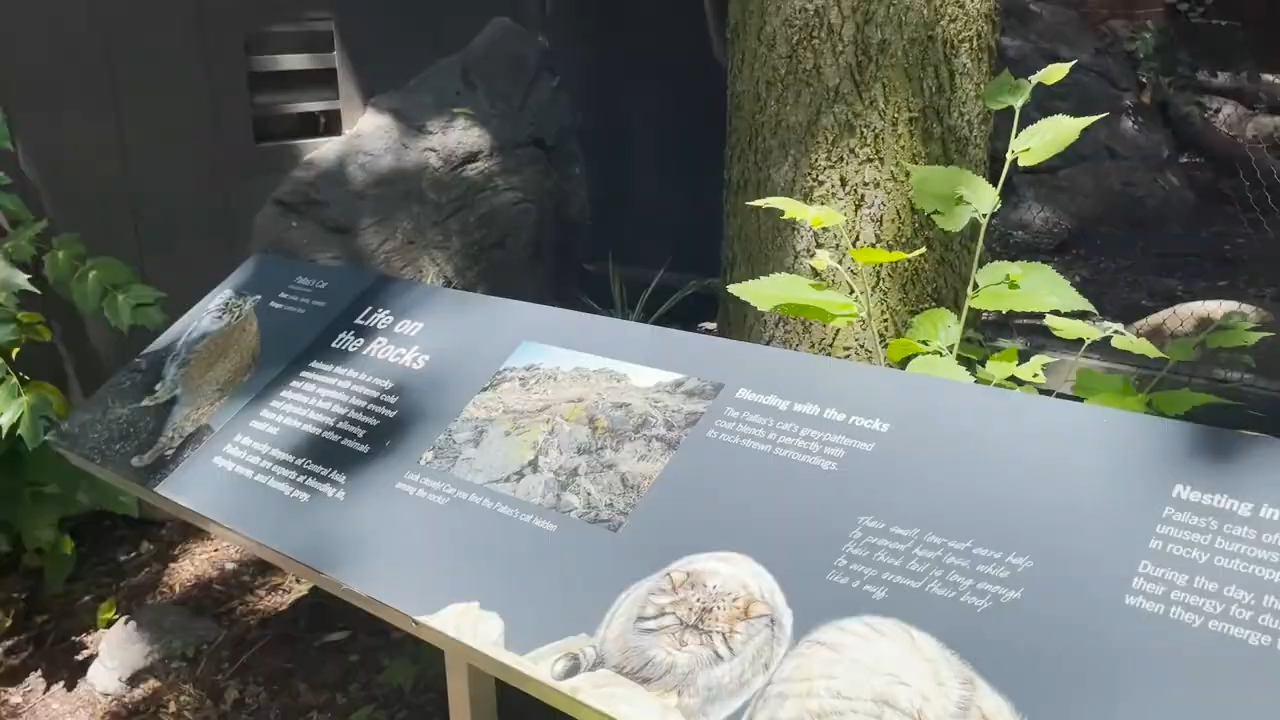 Pallas's Cat
Life on
the Rocks
Animals that live in a rocky
environment with extreme cold
and little vegetation have evolved
in both their behavior
and physical features, allowing
them to thrive where other animals
could not.
In the rocky steppes of Central Asia,
Pallas's cats are experts at blending in,
staying warm, and hunting prey.
Look closely! Can you find the Pallas's cat hidden
among the rocks?
Blending with the rocks
The Pallas's cat's grey-patterned
coat blends in perfectly with
its rock-strewn surroundings.
Their small, low-set ears help
to prevent heat loss, while
their thick tail is long enough
to wrap around their body
like a muff.
Nesting in
Pallas's cats of
unused burrows
in rocky outcropp
During the day, th
their energy for du
when they emerge